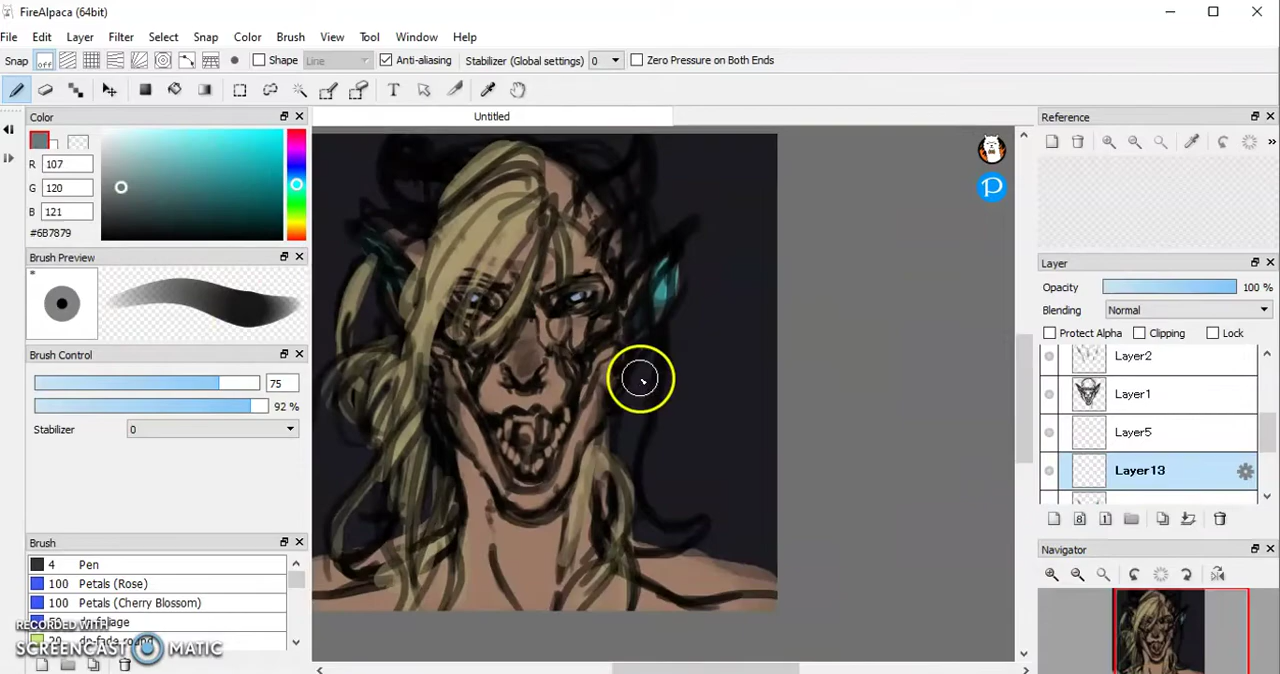 FireAlpaca (64bit)
File Edit Layer Filter Select Snap Color Brush View Tool Window Help
Snap off Shape Line Anti-aliasing Stabilizer (Global settings) 0 Zero Pressure on Both Ends
T
Color Untitled Reference
R 107
G 120
B 121
#6B7879
Brush Preview
Layer
Opacity 100 %
Blending Normal
Protect Alpha Clipping Lock
Brush Control
75
92 %
Stabilizer 0
Layer2
Layer1
Layer5
Layer13
8 1
Brush
Navigator
4 Pen
100 Petals (Rose)
100 Petals (Cherry Blossom)
RECORDED WITH
SCREENCAST MATIC